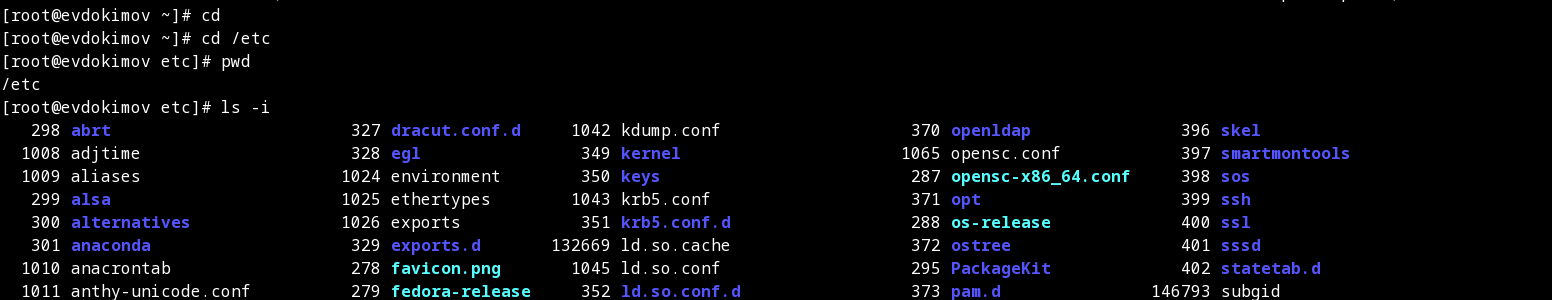 [root@evdokimov ~]# cd
[root@evdokimov ~]# cd /etc
[root@evdokimov etc]# pwd
/etc
[root@evdokimov etc]# ls -i
298 abrt 327 dracut.conf.d 1042 kdump.conf 370 openldap 396 skel
1008 adjtime 328 egl 349 kernel 1065 opensc.conf 397 smartmontools
1009 aliases 1024 environment 350 keys 287 opensc-x86_64.conf 398 sos
299 alsa 1025 ethertypes 1043 krb5.conf 371 opt 399 ssh
300 alternatives 1026 exports 351 krb5.conf.d 288 os-release 400 ssl
301 anaconda 329 exports.d 132669 ld.so.cache 372 ostree 401 sssd
1010 anacrontab 278 favicon.png 1045 ld.so.conf 295 PackageKit 402 statetab.d
1011 anthy-unicode.conf 279 fedora-release 352 ld.so.conf.d 373 pam.d 146793 subgid